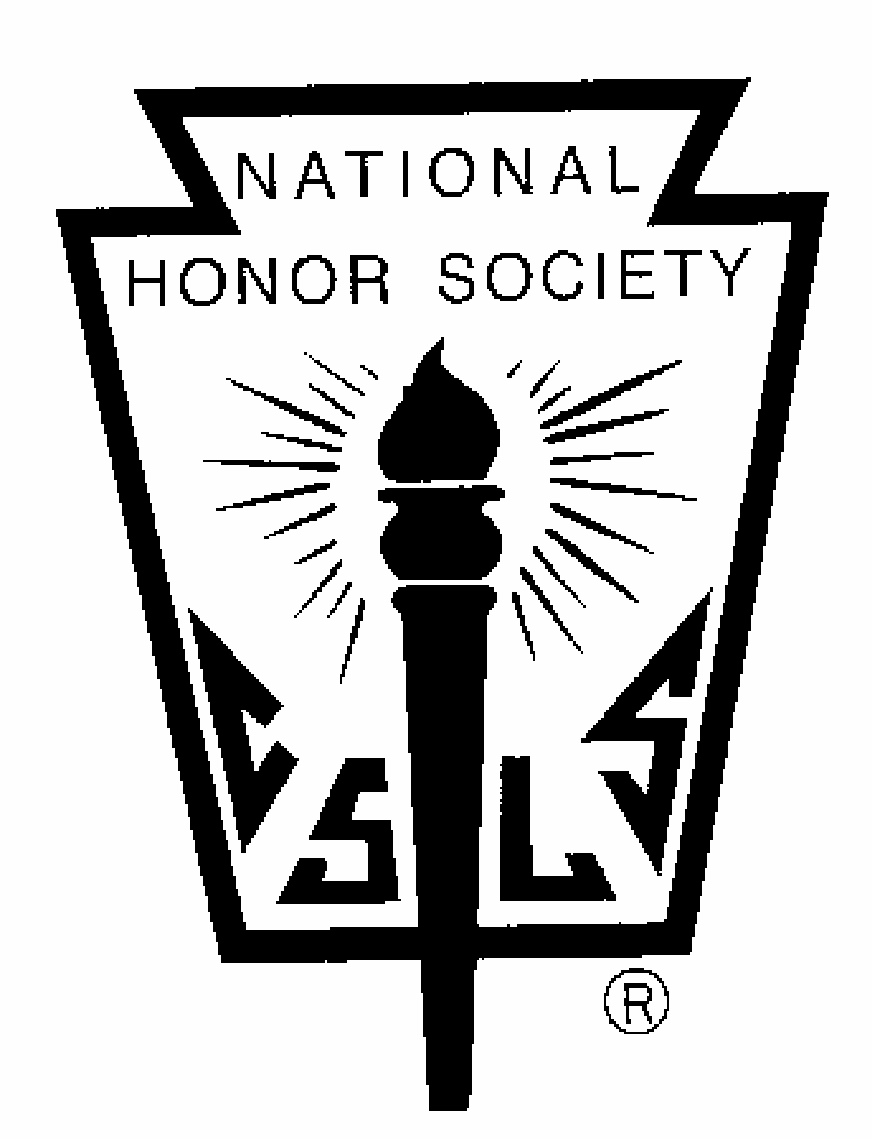 NATIONAL
HONOR SOCIETY
C S L S
®